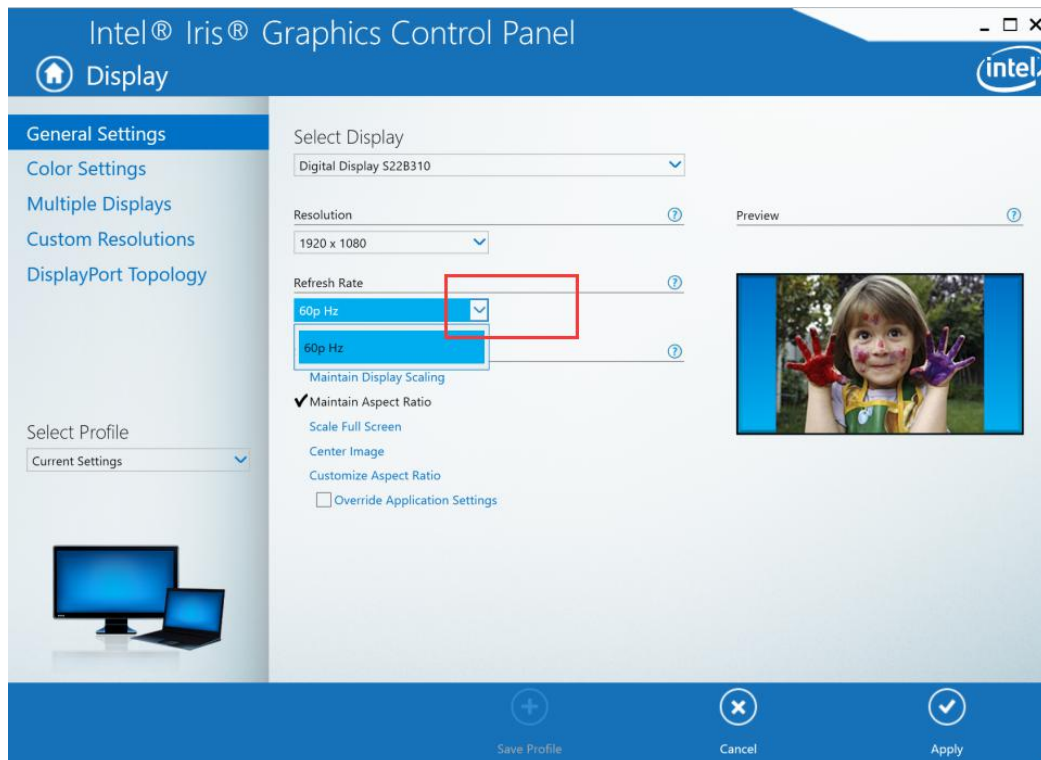 Intel® Iris® Graphics Control Panel
Display
intel
General Settings
Color Settings
Multiple Displays
Custom Resolutions
DisplayPort Topology
Select Profile
Current Settings
Select Display
Digital Display S22B310
Resolution
?
1920 x 1080
Refresh Rate
?
60p Hz
60p Hz
?
Maintain Display Scaling
Maintain Aspect Ratio
Scale Full Screen
Center Image
Customize Aspect Ratio
Override Application Settings
Preview
?
Save Profile
Cancel
Apply